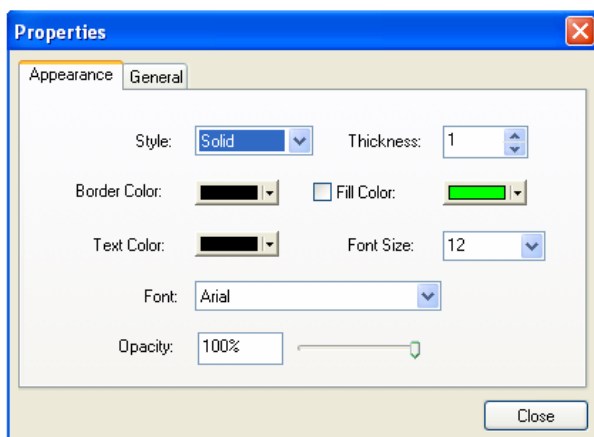 Properties
Appearance General
Style: Solid Thickness: 1
Border Color: Fill Color:
Text Color: Font Size: 12
Font: Arial
Opacity: 100%
Close